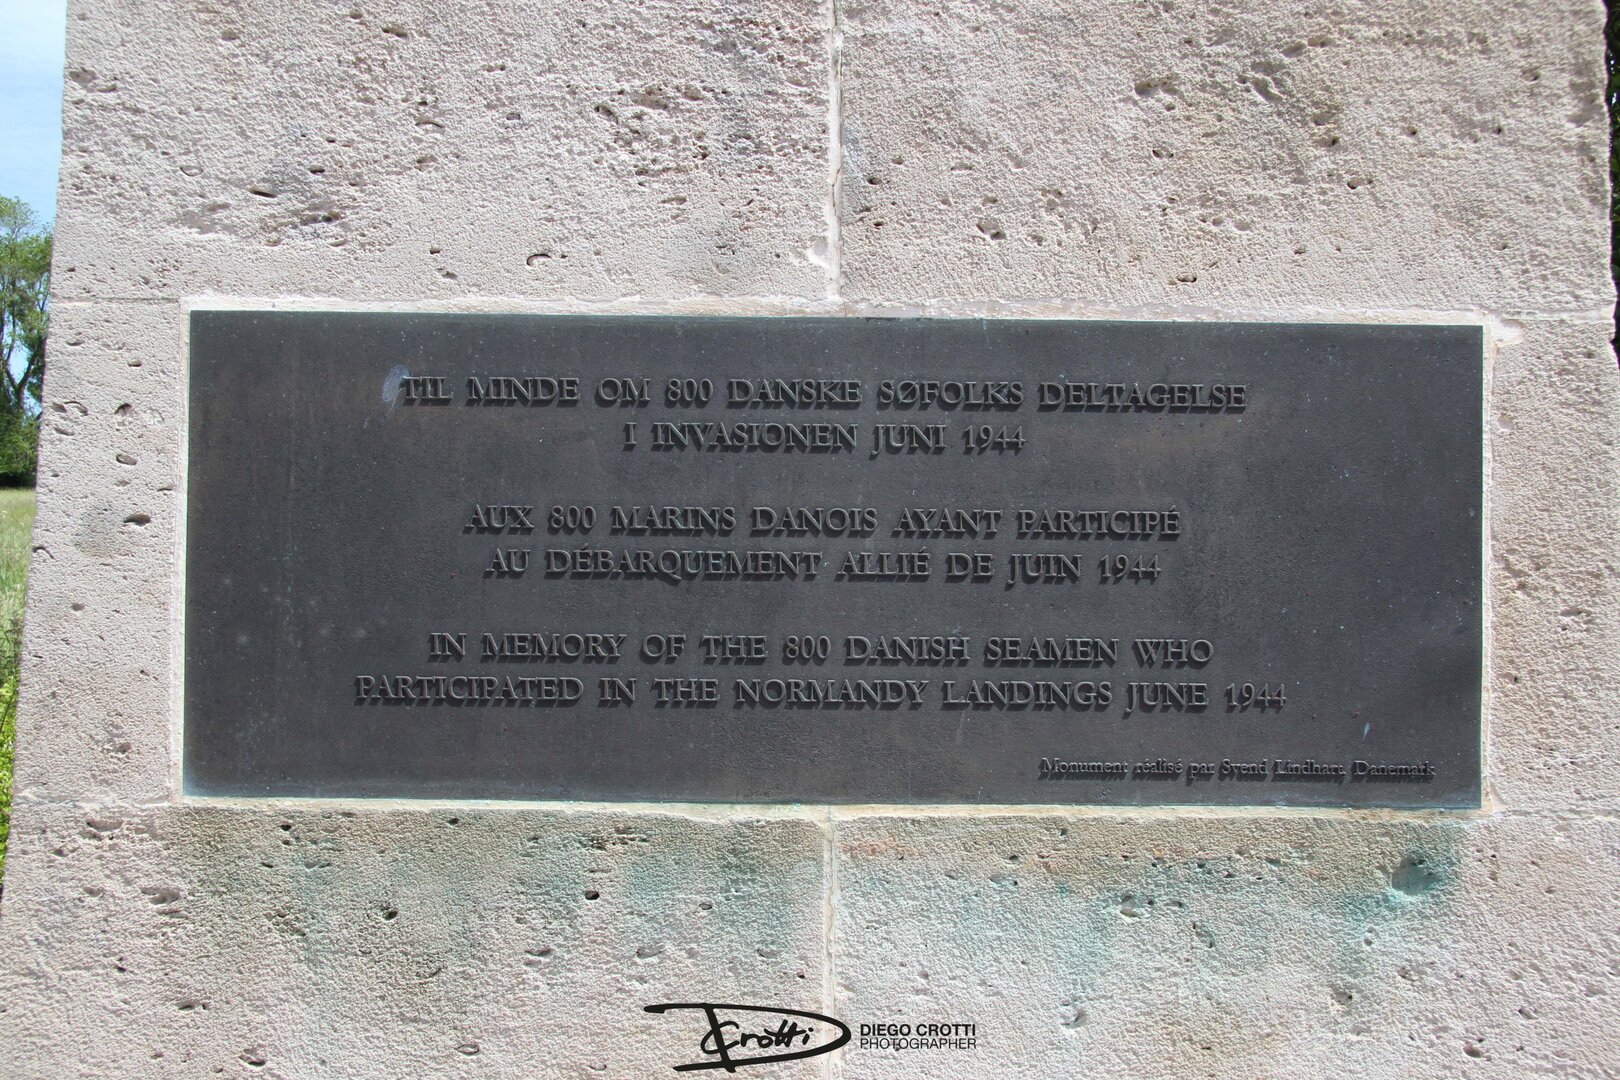 TIL MINDE OM 800 DANSKE SØFOLKS DELTAGELSE
I INVASIONEN JUNI 1944
AUX 800 MARINS DANOIS AYANT PARTICIPÉ
AU DÉBARQUEMENT ALLIÉ DE JUIN 1944
IN MEMORY OF THE 800 DANISH SEAMEN WHO
PARTICIPATED IN THE NORMANDY LANDINGS JUNE 1944
Monument réalisé par Svend Lindhart, Danemark
Crotti
DIEGO CROTTI
PHOTOGRAPHER